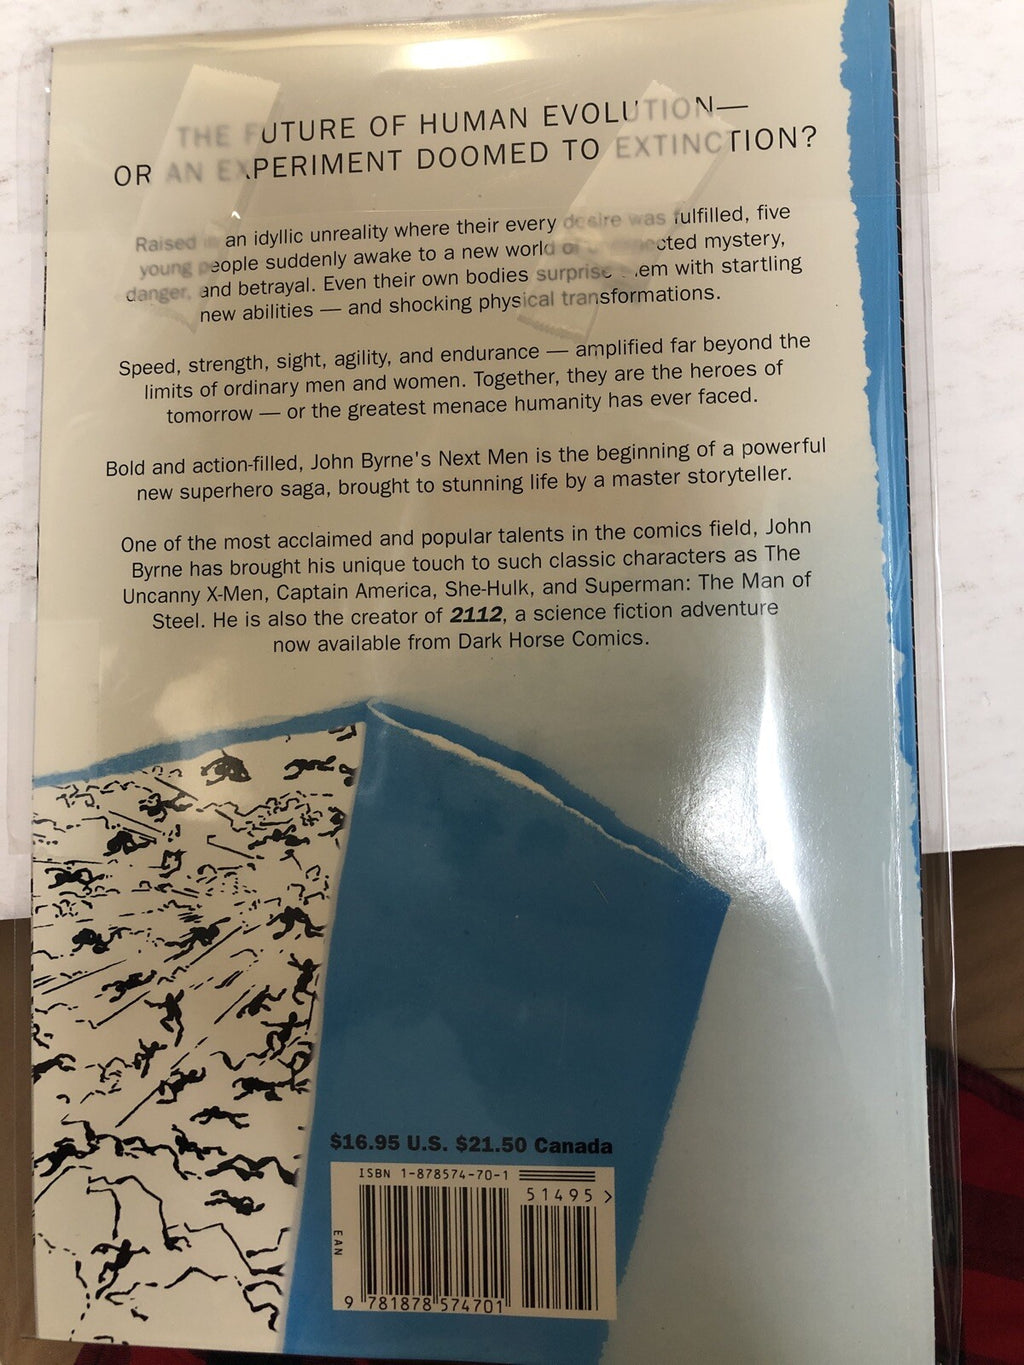 THE FUTURE OF HUMAN EVOLUTION—
OR AN EXPERIMENT DOOMED TO EXTINCTION?
Raised in an idyllic unreality where their every desire was fulfilled, five
young people suddenly awake to a new world of unexpected mystery,
danger, and betrayal. Even their own bodies surprise them with startling
new abilities — and shocking physical transformations.
Speed, strength, sight, agility, and endurance — amplified far beyond the
limits of ordinary men and women. Together, they are the heroes of
tomorrow — or the greatest menace humanity has ever faced.
Bold and action-filled, John Byrne's Next Men is the beginning of a powerful
new superhero saga, brought to stunning life by a master storyteller.
One of the most acclaimed and popular talents in the comics field, John
Byrne has brought his unique touch to such classic characters as The
Uncanny X-Men, Captain America, She-Hulk, and Superman: The Man of
Steel. He is also the creator of 2112, a science fiction adventure
now available from Dark Horse Comics.
$16.95 U.S. $21.50 Canada
ISBN 1-878574-70-1
51495 >
EAN
9 781878 574701